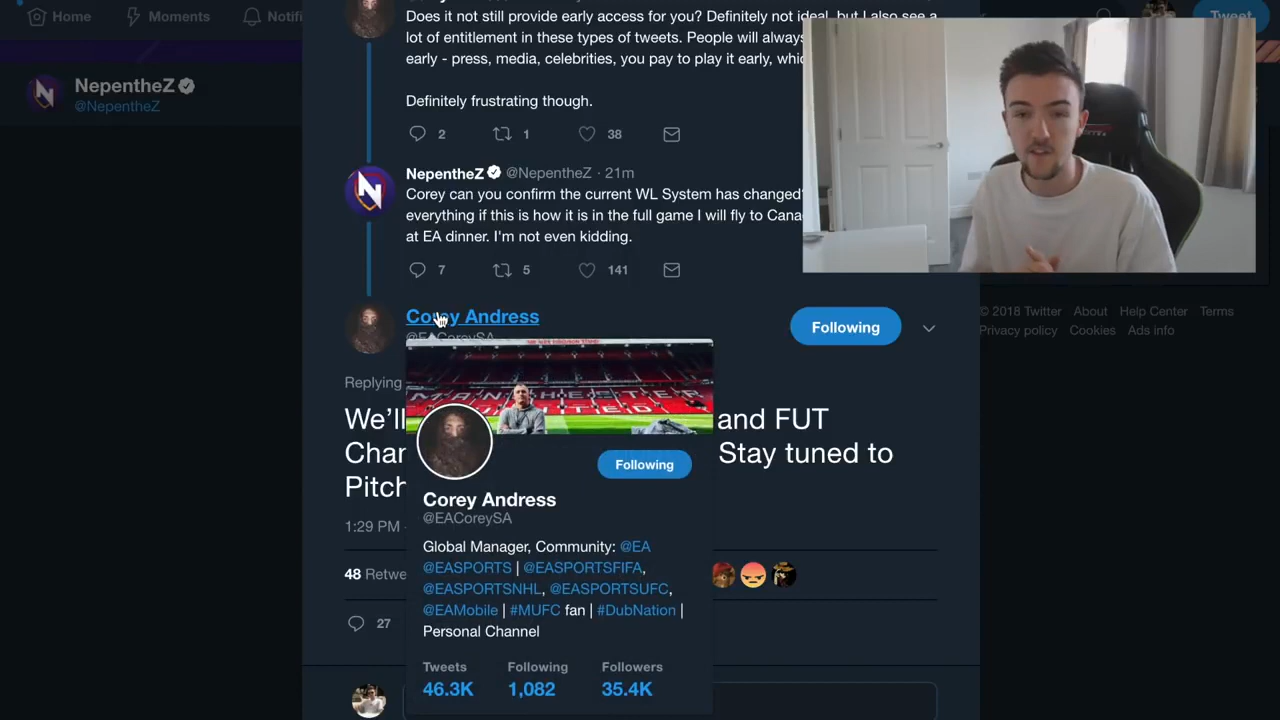 Home
Moments
Tweet
NepentheZ
@NepentheZ
Does it not still provide early access for you? Definitely not ideal, but I also see a
lot of entitlement in these types of tweets. People will always
early - press, media, celebrities, you pay to play it early,
Definitely frustrating though.
2 1 38
NepentheZ @NepentheZ · 21m
Corey can you confirm the current WL System has changed?
everything if this is how it is in the full game I will fly to
at EA dinner. I'm not even kidding.
7 5 141
Corey Andress
@EACoreySA
Following
Replying
We'll and FUT
Stay tuned to
1:29 PM
48
27
MANCHESTER
UNITED
Following
Corey Andress
@EACoreySA
Global Manager, Community: @EA
@EASPORTS | @EASPORTSFIFA,
@EASPORTSNHL, @EASPORTSUFC,
@EAMobile | #MUFC fan | #DubNation |
Personal Channel
Tweets Following Followers
46.3K 1,082 35.4K
© 2018 Twitter About Help Center Terms
Privacy policy Cookies Ads info